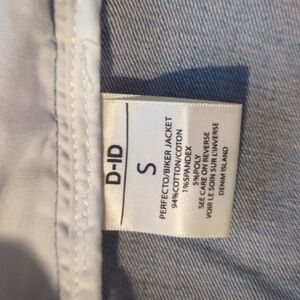 D-ID
S
PERFECTO/BIKER JACKET
94%COTTON/COTON
1%SPANDEX
5%POLY
SEE CARE ON REVERSE
VOIR LE SOIN SUR L'INVERSE
DENIM ISLAND